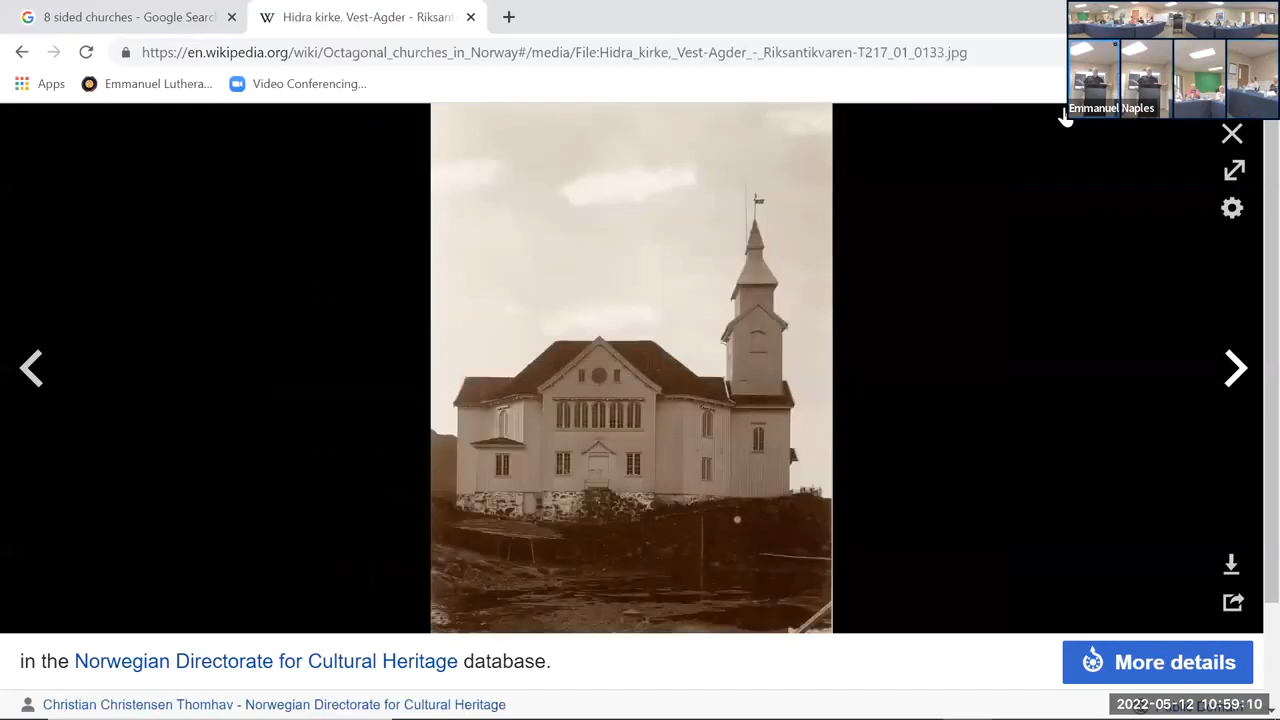 8 sided churches - Google Searc
Hidra kirke, Vest-Agder - Riksant
https://en.wikipedia.org/wiki/Octagonal_churches_in_Norway#/media/File:Hidra_kirke,_Vest-Agder_-_Riksantikvaren-T217_01_0133.jpg
Apps
Emmanuel Luthera...
Video Conferencing...
Emmanuel Naples
in the Norwegian Directorate for Cultural Heritage database.
More details
Christian Christensen Thomhav - Norwegian Directorate for Cultural Heritage
2022-05-12 10:59:10